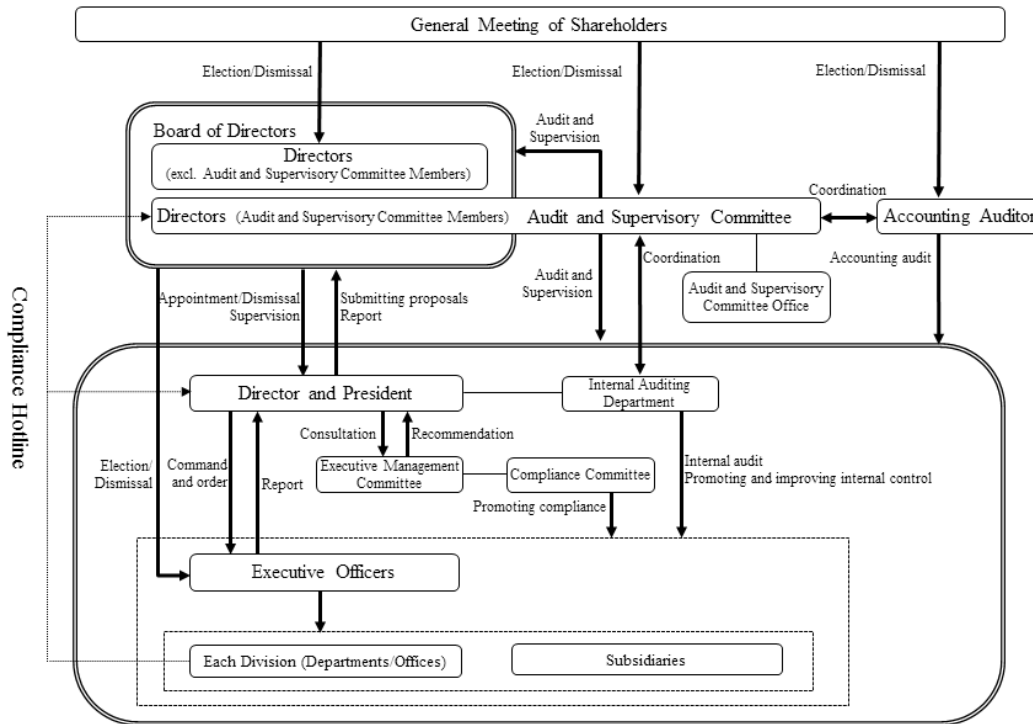 General Meeting of Shareholders
Election/Dismissal
Election/Dismissal
Election/Dismissal
Board of Directors
Audit and
Supervision
Directors
(excl. Audit and Supervisory Committee Members)
Coordination
Directors (Audit and Supervisory Committee Members)
Audit and Supervisory Committee
Accounting Auditor
Coordination
Accounting audit
Audit and
Supervision
Audit and Supervisory
Committee Office
Appointment/Dismissal
Supervision
Submitting proposals
Report
Compliance Hotline
Director and President
Internal Auditing
Department
Consultation
Recommendation
Election/
Dismissal
Command
and order
Report
Executive Management
Committee
Compliance Committee
Internal audit
Promoting and improving internal control
Promoting compliance
Executive Officers
Each Division (Departments/Offices)
Subsidiaries